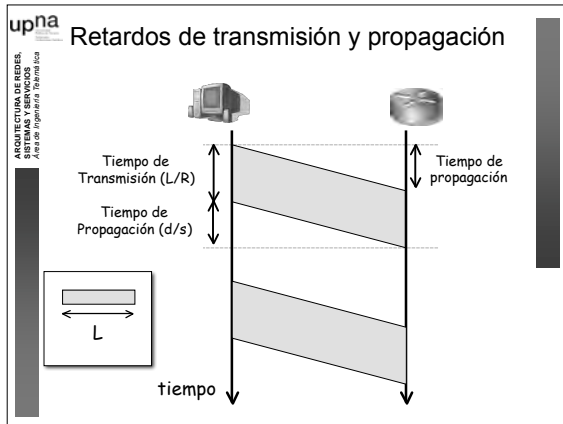 upna
Retardos de transmisión y propagación
ARQUITECTURA DE REDES,
SISTEMAS Y SERVICIOS
Área de Ingeniería Telemática
Tiempo de
Transmisión (L/R)
Tiempo de
propagación
Tiempo de
Propagación (d/s)
L
tiempo